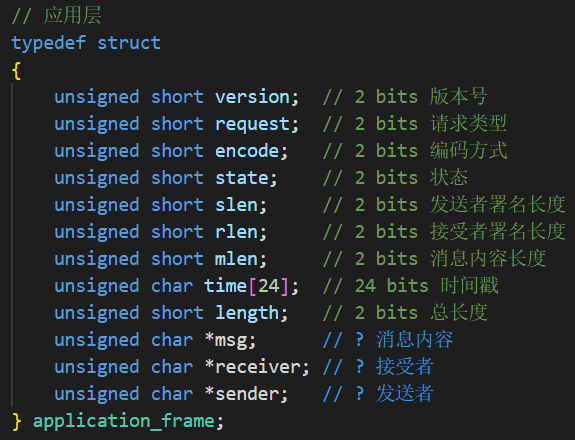 // 应用层
typedef struct
{
    unsigned short version;  // 2 bits 版本号
    unsigned short request;  // 2 bits 请求类型
    unsigned short encode;   // 2 bits 编码方式
    unsigned short state;    // 2 bits 状态
    unsigned short slen;     // 2 bits 发送者署名长度
    unsigned short rlen;     // 2 bits 接受者署名长度
    unsigned short mlen;     // 2 bits 消息内容长度
    unsigned char time[24];  // 24 bits 时间戳
    unsigned short length;   // 2 bits 总长度
    unsigned char *msg;      // ? 消息内容
    unsigned char *receiver; // ? 接受者
    unsigned char *sender;   // ? 发送者
} application_frame;